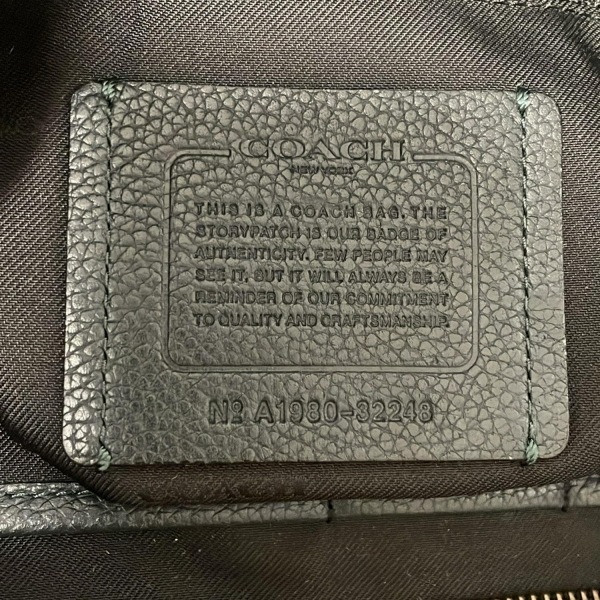 COACH
NEW YORK
THIS IS A COACH BAG. THE
STORYPATCH IS OUR BADGE OF
AUTHENTICITY. FEW PEOPLE MAY
SEE IT, BUT IT WILL ALWAYS BE A
REMINDER OF OUR COMMITMENT
TO QUALITY AND CRAFTSMANSHIP.
Nº A1980-32248